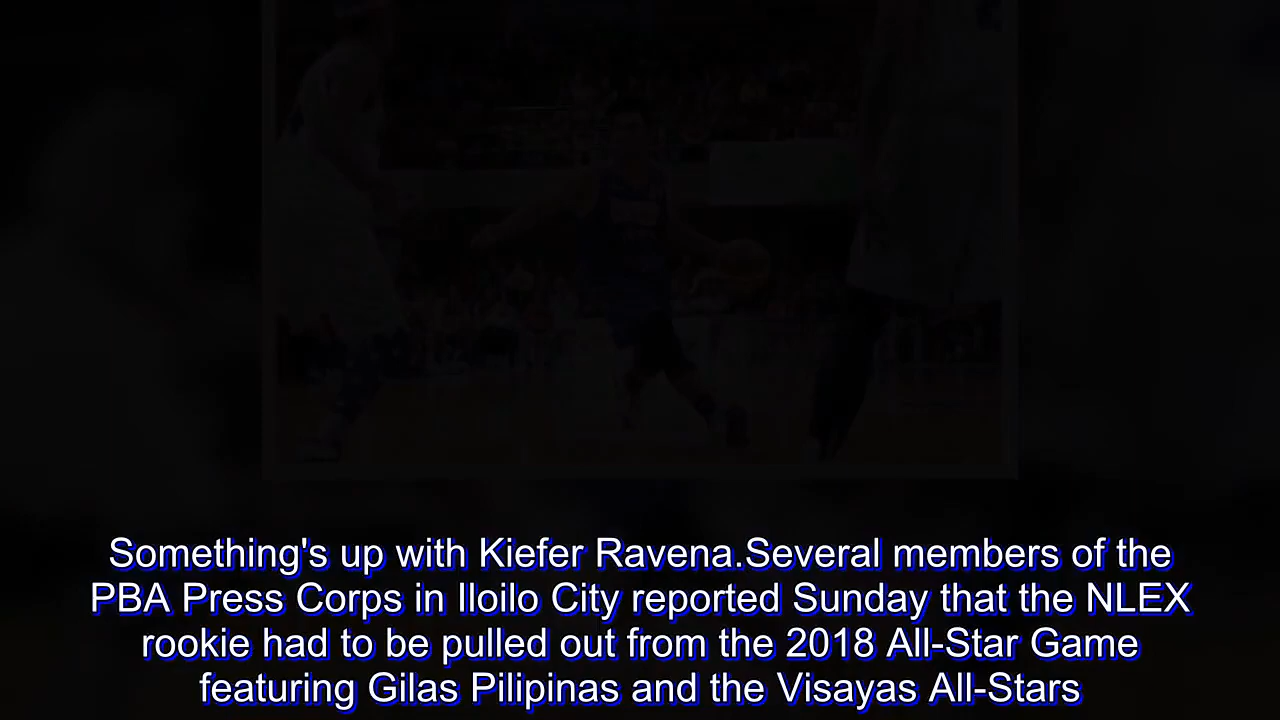 Something's up with Kiefer Ravena.Several members of the
PBA Press Corps in Iloilo City reported Sunday that the NLEX
rookie had to be pulled out from the 2018 All-Star Game
featuring Gilas Pilipinas and the Visayas All-Stars